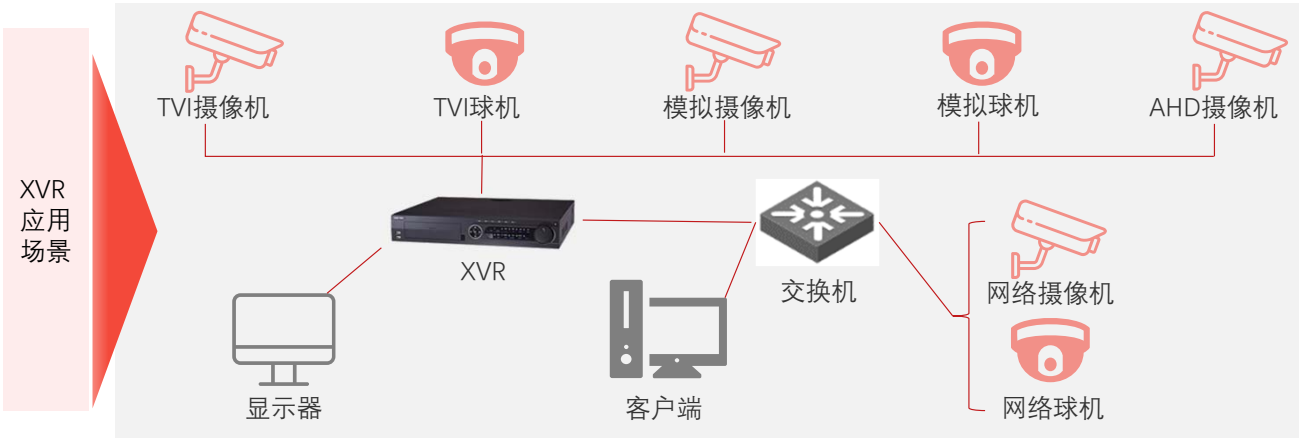 TVI摄像机
TVI球机
模拟摄像机
模拟球机
AHD摄像机
XVR
应用
场景
XVR
交换机
网络摄像机
网络球机
显示器
客户端